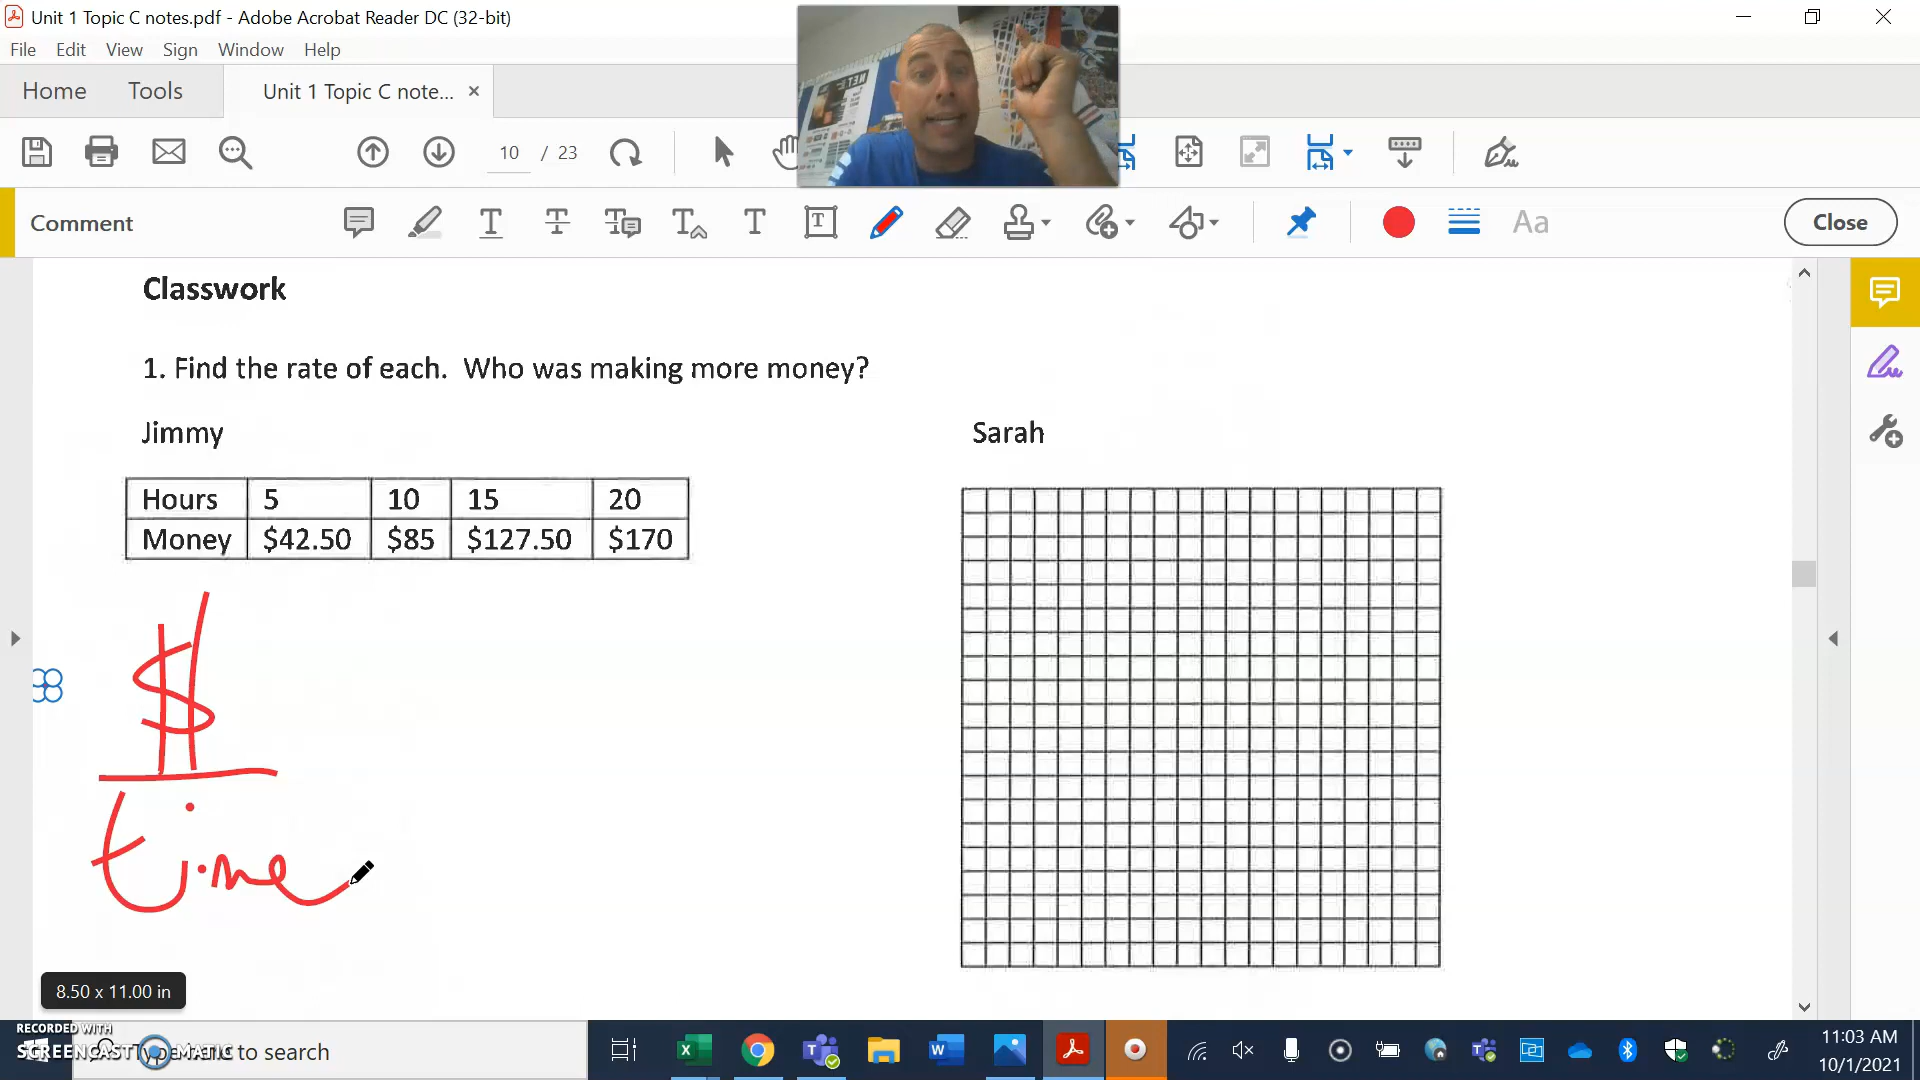 Unit 1 Topic C notes.pdf - Adobe Acrobat Reader DC (32-bit)
File Edit View Sign Window Help
Home Tools Unit 1 Topic C note... ×
10 / 23
Comment T T T T T T Aa Close
Classwork
1. Find the rate of each. Who was making more money?
Jimmy Sarah
Hours 5 10 15 20
Money $42.50 $85 $127.50 $170
$
time
8.50 x 11.00 in
RECORDED WITH
SCREENCAST MATIC
to search
11:03 AM
10/1/2021